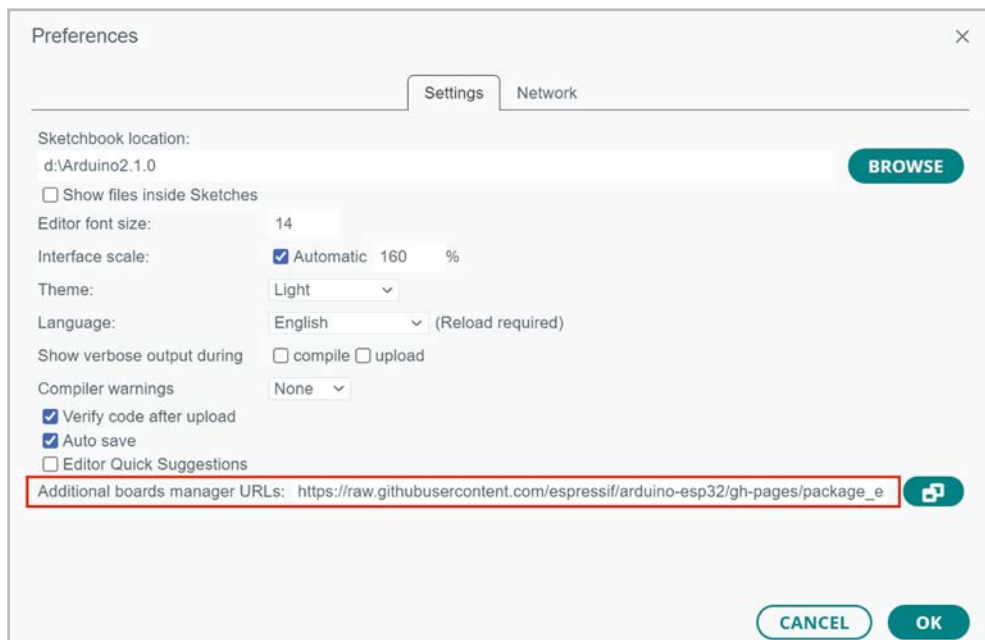 Preferences
Settings Network
Sketchbook location:
d:\Arduino2.1.0 BROWSE
Show files inside Sketches
Editor font size: 14
Interface scale: Automatic 160 %
Theme: Light
Language: English (Reload required)
Show verbose output during compile upload
Compiler warnings None
Verify code after upload
Auto save
Editor Quick Suggestions
Additional boards manager URLs: https://raw.githubusercontent.com/espressif/arduino-esp32/gh-pages/package_e
CANCEL OK